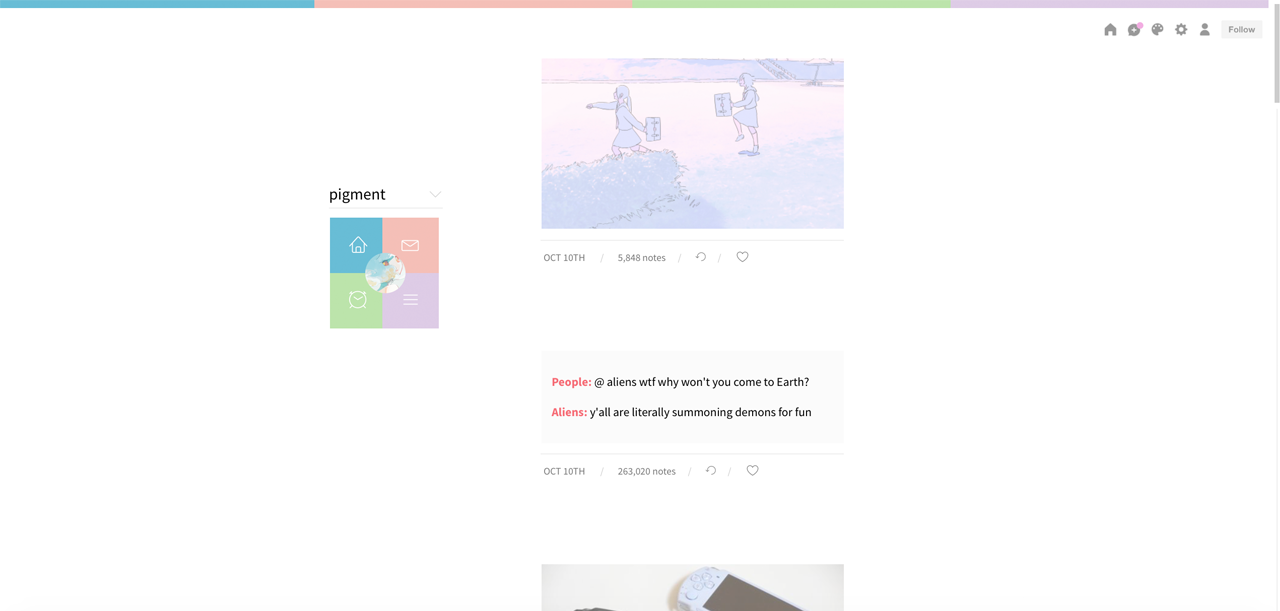 Follow
pigment
OCT 10TH / 5,848 notes / /
People: @ aliens wtf why won't you come to Earth?
Aliens: y'all are literally summoning demons for fun
OCT 10TH / 263,020 notes / /